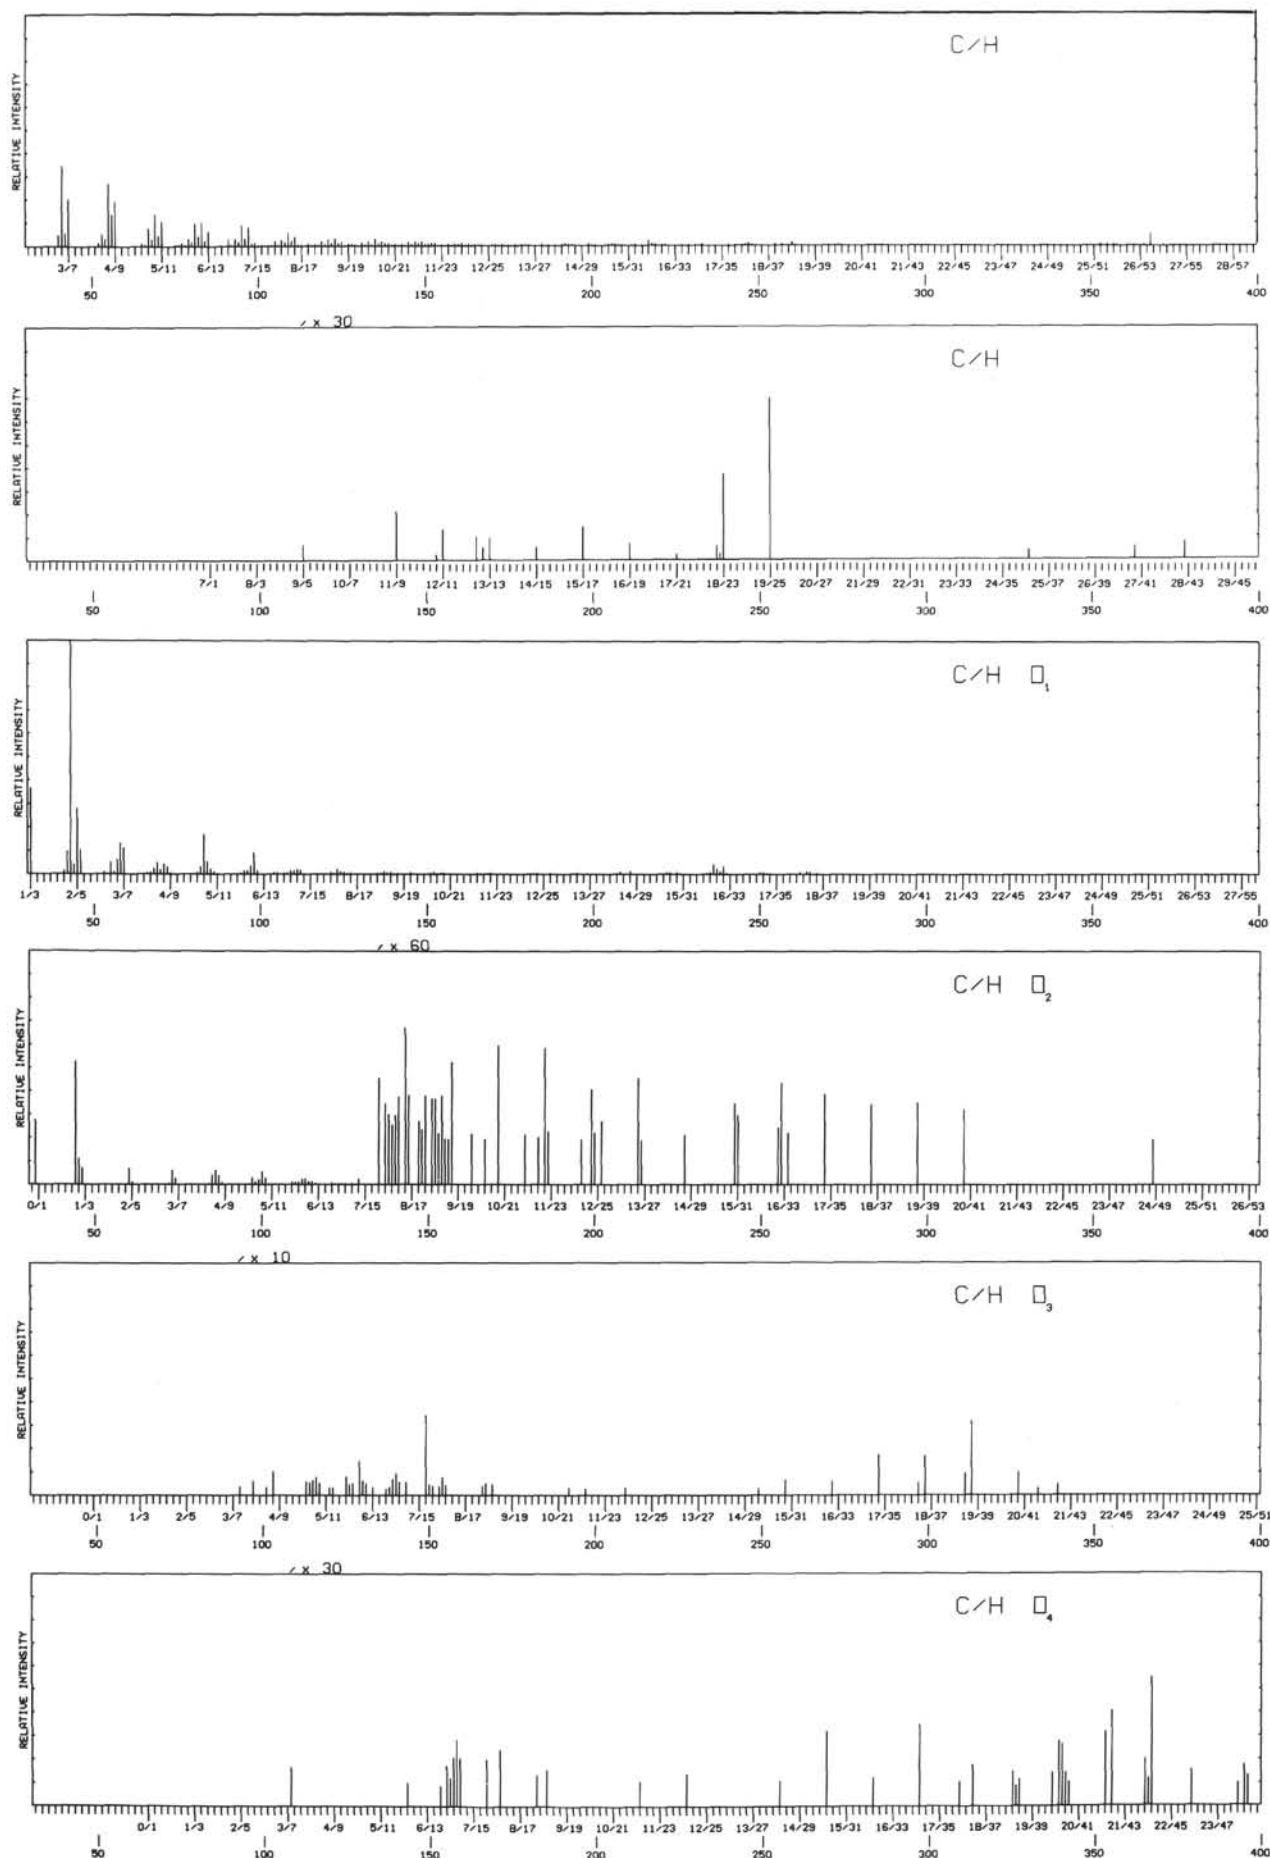 C/H
RELATIVE INTENSITY
3/7 4/9 5/11 6/13 7/15 8/17 9/19 10/21 11/23 12/25 13/27 14/29 15/31 16/33 17/35 18/37 19/39 20/41 21/43 22/45 23/47 24/49 25/51 26/53 27/55 28/57
50 100 150 200 250 300 350 400
/ x 30
C/H
RELATIVE INTENSITY
7/1 8/3 9/5 10/7 11/9 12/11 13/13 14/15 15/17 16/19 17/21 18/23 19/25 20/27 21/29 22/31 23/33 24/35 25/37 26/39 27/41 28/43 29/45
50 100 150 200 250 300 350 400
C/H O1
RELATIVE INTENSITY
1/3 2/5 3/7 4/9 5/11 6/13 7/15 8/17 9/19 10/21 11/23 12/25 13/27 14/29 15/31 16/33 17/35 18/37 19/39 20/41 21/43 22/45 23/47 24/49 25/51 26/53 27/55
50 100 150 200 250 300 350 400
/ x 60
C/H O2
RELATIVE INTENSITY
0/1 1/3 2/5 3/7 4/9 5/11 6/13 7/15 8/17 9/19 10/21 11/23 12/25 13/27 14/29 15/31 16/33 17/35 18/37 19/39 20/41 21/43 22/45 23/47 24/49 25/51 26/53
50 100 150 200 250 300 350 400
/ x 10
C/H O3
RELATIVE INTENSITY
0/1 1/3 2/5 3/7 4/9 5/11 6/13 7/15 8/17 9/19 10/21 11/23 12/25 13/27 14/29 15/31 16/33 17/35 18/37 19/39 20/41 21/43 22/45 23/47 24/49 25/51
50 100 150 200 250 300 350 400
/ x 30
C/H O4
RELATIVE INTENSITY
0/1 1/3 2/5 3/7 4/9 5/11 6/13 7/15 8/17 9/19 10/21 11/23 12/25 13/27 14/29 15/31 16/33 17/35 18/37 19/39 20/41 21/43 22/45 23/47
50 100 150 200 250 300 350 400